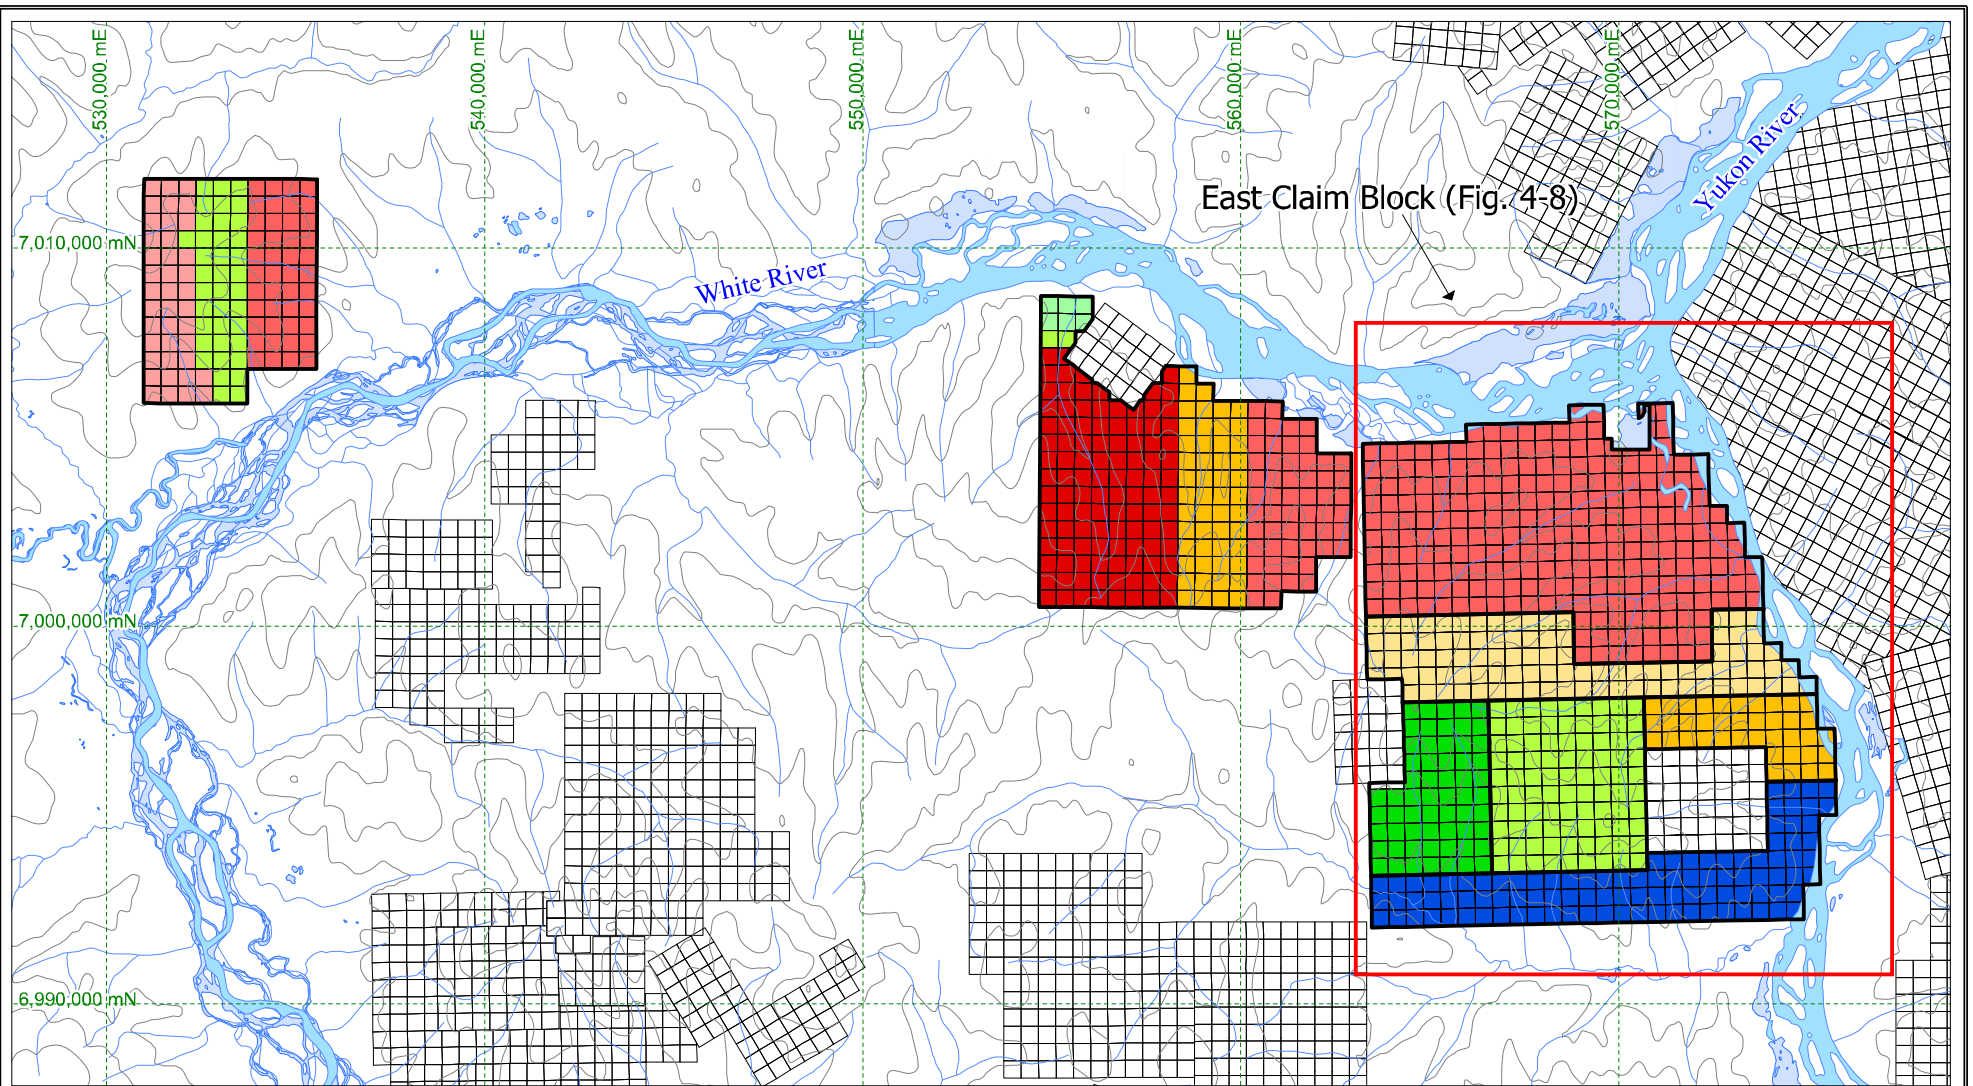 530,000 mE
540,000 mE
550,000 mE
560,000 mE
570,000 mE
Yukon River
East Claim Block (Fig. 4-8)
7,010,000 mN
White River
7,000,000 mN
6,990,000 mN